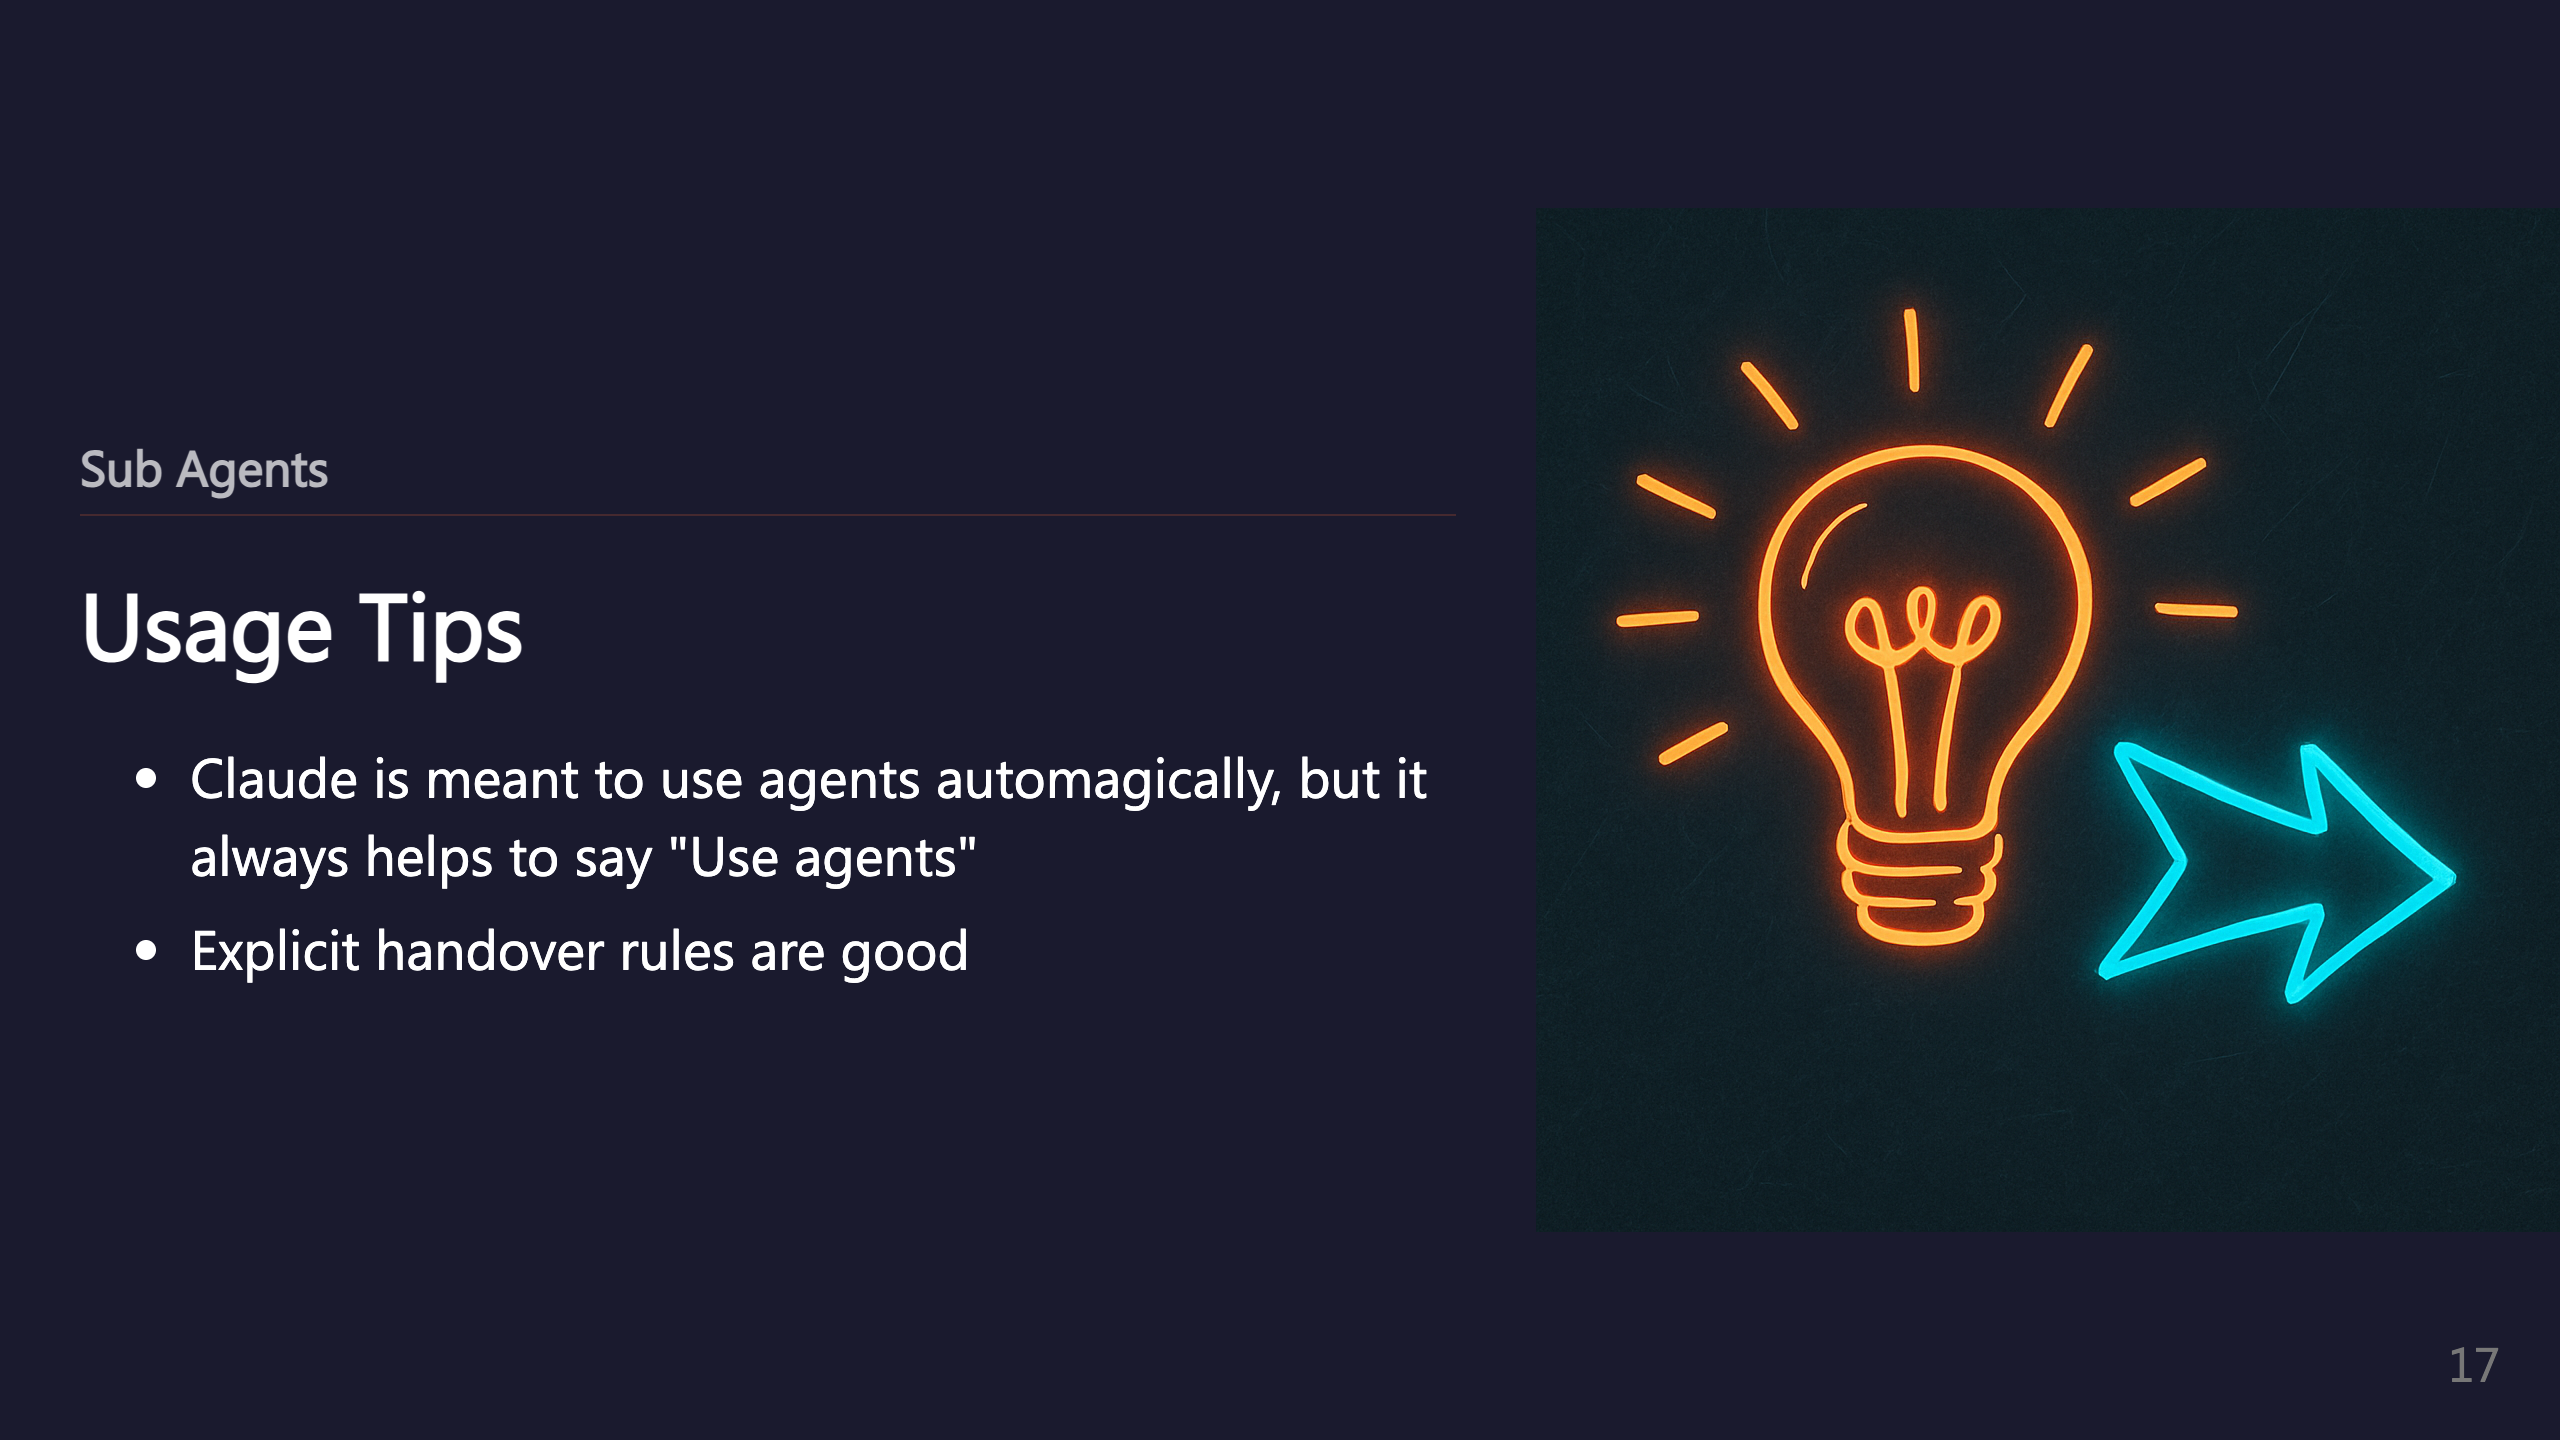 Sub Agents
Usage Tips
• Claude is meant to use agents automagically, but it
always helps to say "Use agents"
• Explicit handover rules are good
17